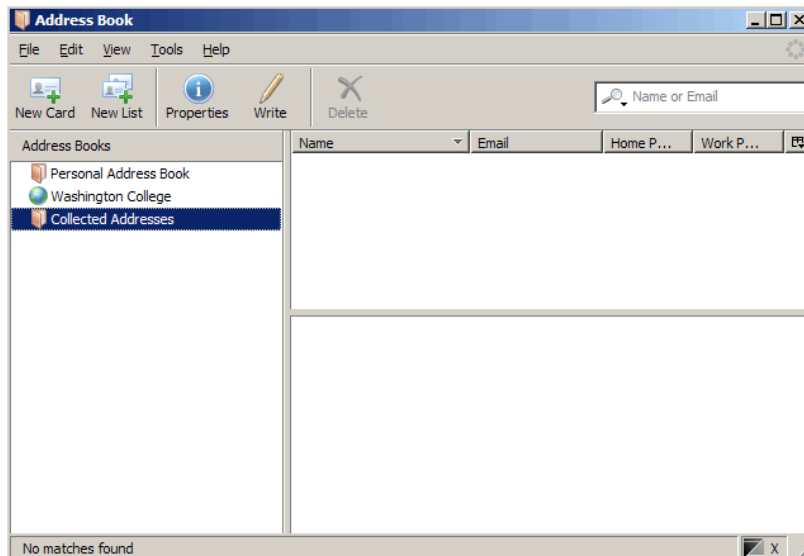 Address Book
File Edit View Tools Help
New Card New List Properties Write Delete Name or Email
Address Books Name Email Home P... Work P...
Personal Address Book
Washington College
Collected Addresses
No matches found X